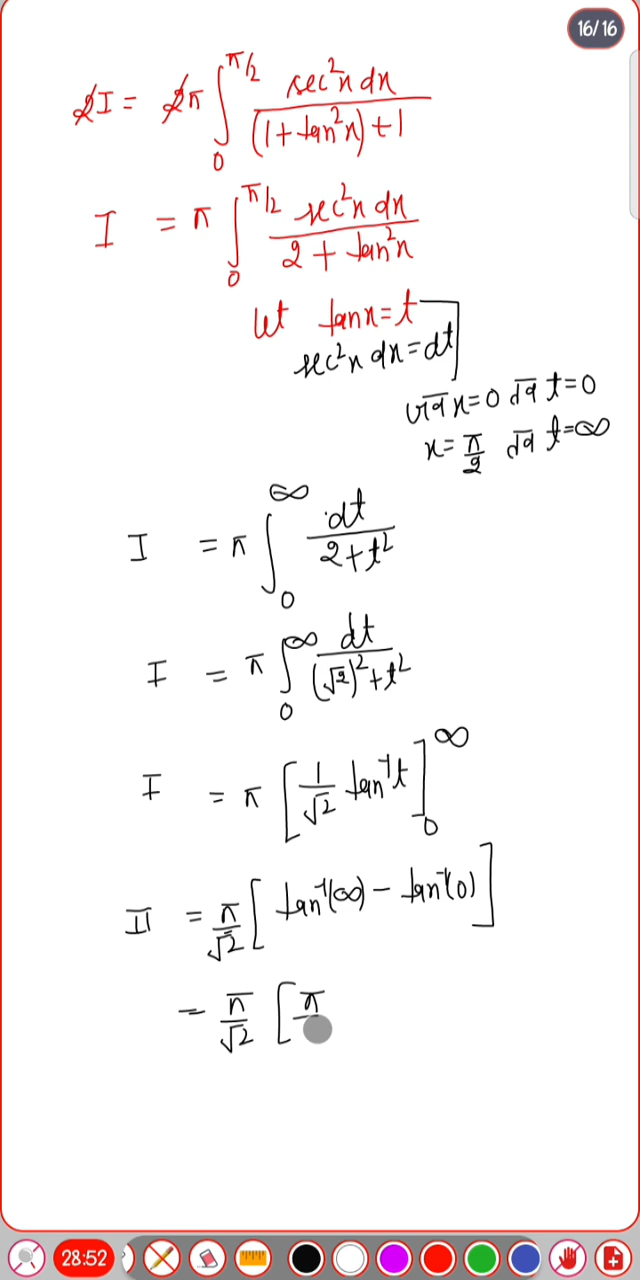 16/16
2I = 2π ∫₀^π/2 sec²x dx / (1+tan²x)+1
I = π ∫₀^π/2 sec²x dx / 2+tan²x
let tanx=t
sec²x dx=dt
जब x=0 तब t=0
x=π/2 तब t=∞
I = π ∫₀^∞ dt / 2+t²
I = π ∫₀^∞ dt / (√2)²+t²
I = π [1/√2 tan⁻¹t]₀^∞
I = π/√2 [tan⁻¹(∞) − tan⁻¹(0)]
= π/√2 [π
28:52